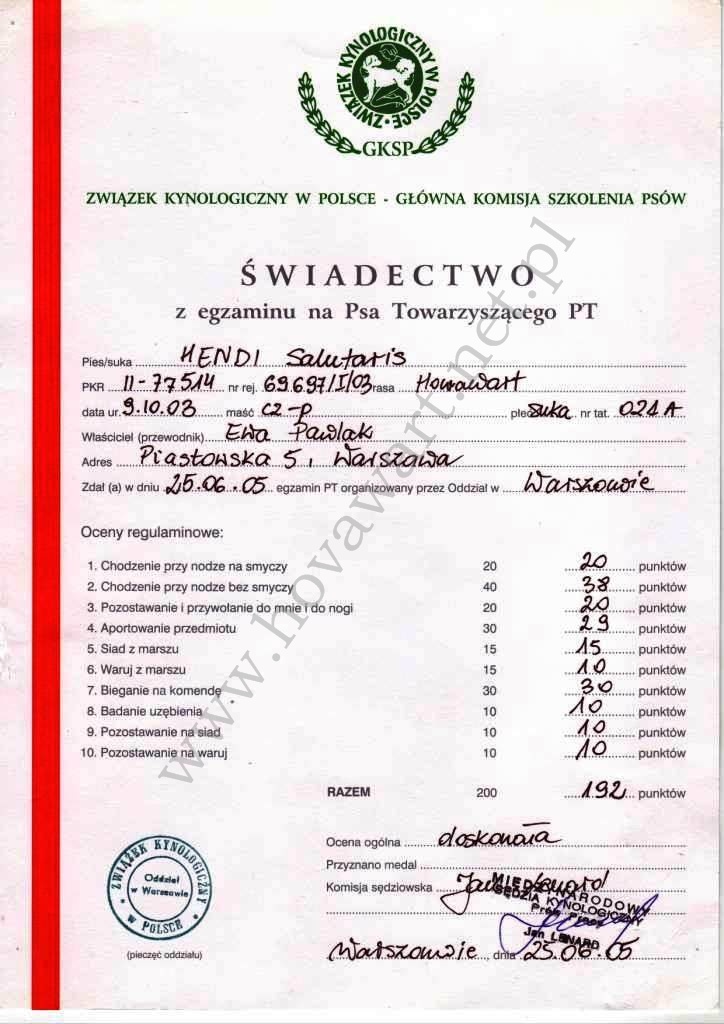 ZWIĄZEK KYNOLOGICZNY W POLSCE
GKSP
ZWIĄZEK KYNOLOGICZNY W POLSCE - GŁÓWNA KOMISJA SZKOLENIA PSÓW
ŚWIADECTWO
z egzaminu na Psa Towarzyszącego PT
Pies/suka HENDI Salutaris
PKR II-77514 nr rej. 69697/I/03 rasa Howawart
data ur. 9.10.03 maść cz-p płeć suka nr tat. 021A
Właściciel (przewodnik) Ewa Pawlak
Adres Piastowska 5, Warszawa
Zdał (a) w dniu 25.06.05 egzamin PT organizowany przez Oddział w Warszawie
Oceny regulaminowe:
1. Chodzenie przy nodze na smyczy 20 20 punktów
2. Chodzenie przy nodze bez smyczy 40 38 punktów
3. Pozostawanie i przywołanie do mnie i do nogi 20 20 punktów
4. Aportowanie przedmiotu 30 29 punktów
5. Siad z marszu 15 15 punktów
6. Waruj z marszu 15 10 punktów
7. Bieganie na komendę 30 30 punktów
8. Badanie uzębienia 10 10 punktów
9. Pozostawanie na siad 10 10 punktów
10. Pozostawanie na waruj 10 10 punktów
RAZEM 200 192 punktów
Ocena ogólna doskonała
Przyznano medal
Komisja sędziowska Jan Lenard
MIĘDZYNARODOWY
SĘDZIA KYNOLOGICZNY
Jan LENARD
ZWIĄZEK KYNOLOGICZNY W POLSCE
Oddział
w Warszawie
(pieczęć oddziału)
Warszawie, dnia 25.06.05
www.hovawart.net.pl